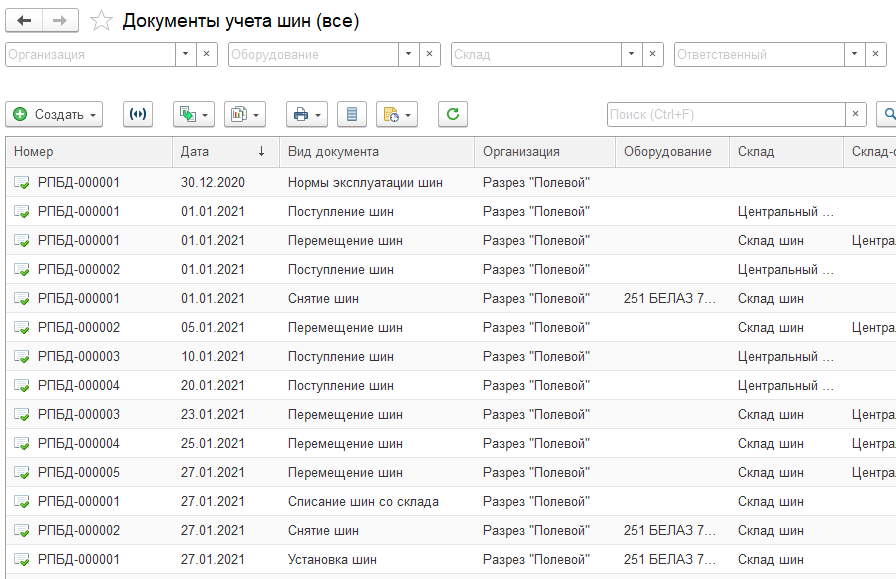 Документы учета шин (все)
Организация Оборудование Склад Ответственный
Создать Поиск (Ctrl+F)
Номер Дата ↓ Вид документа Организация Оборудование Склад Склад-
РПБД-000001 30.12.2020 Нормы эксплуатации шин Разрез "Полевой"
РПБД-000001 01.01.2021 Поступление шин Разрез "Полевой" Центральный ...
РПБД-000001 01.01.2021 Перемещение шин Разрез "Полевой" Склад шин Центра
РПБД-000002 01.01.2021 Поступление шин Разрез "Полевой" Центральный ...
РПБД-000001 01.01.2021 Снятие шин Разрез "Полевой" 251 БЕЛАЗ 7... Склад шин
РПБД-000002 05.01.2021 Перемещение шин Разрез "Полевой" Склад шин Центра
РПБД-000003 10.01.2021 Поступление шин Разрез "Полевой" Центральный ...
РПБД-000004 20.01.2021 Поступление шин Разрез "Полевой" Центральный ...
РПБД-000003 23.01.2021 Перемещение шин Разрез "Полевой" Склад шин Центра
РПБД-000004 25.01.2021 Перемещение шин Разрез "Полевой" Склад шин Центра
РПБД-000005 27.01.2021 Перемещение шин Разрез "Полевой" Склад шин Центра
РПБД-000001 27.01.2021 Списание шин со склада Разрез "Полевой" Склад шин
РПБД-000002 27.01.2021 Снятие шин Разрез "Полевой" 251 БЕЛАЗ 7... Склад шин
РПБД-000001 27.01.2021 Установка шин Разрез "Полевой" 251 БЕЛАЗ 7... Склад шин